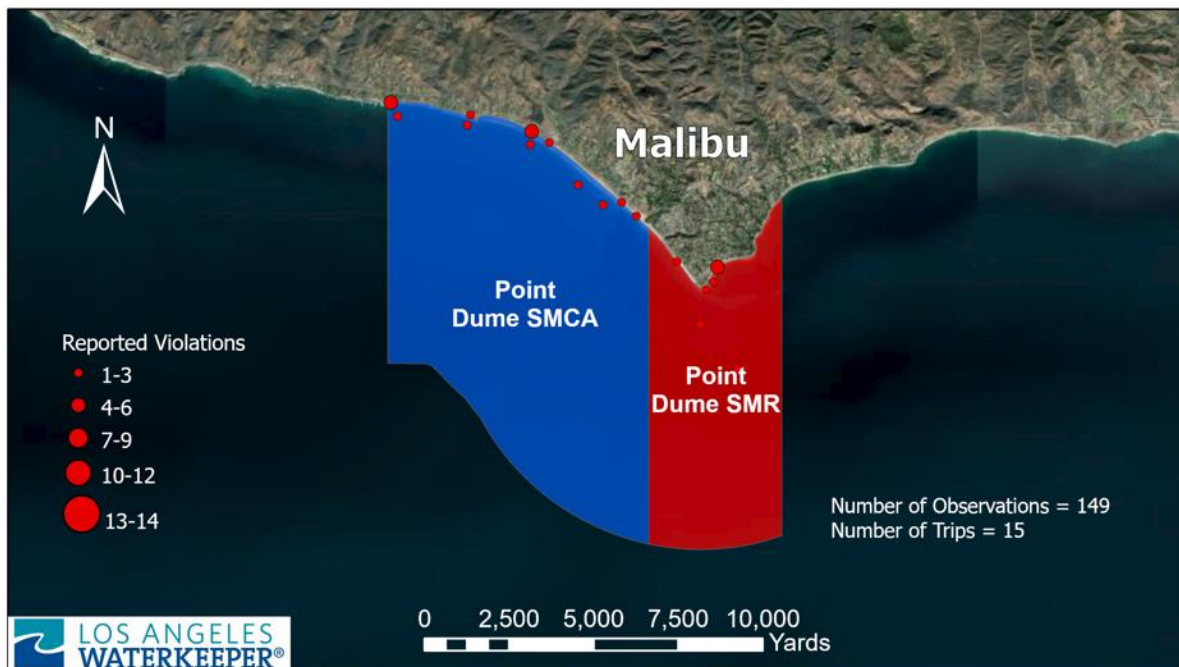 N
Malibu
Point
Dume SMCA
Point
Dume SMR
Reported Violations
1-3
4-6
7-9
10-12
13-14
Number of Observations = 149
Number of Trips = 15
0 2,500 7,500 10,000
Yards
LOS ANGELES
WATERKEEPER®